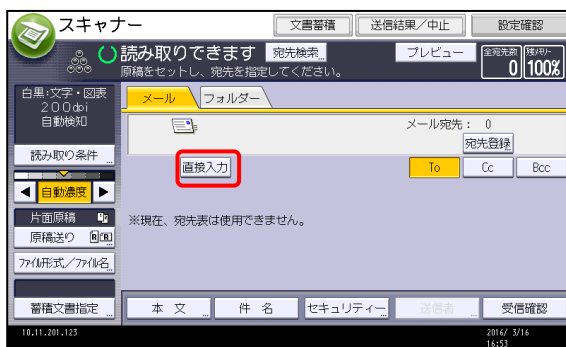 スキャナー 文書蓄積 送信結果／中止 設定確認
読み取りできます 宛先検索 プレビュー 全宛先数 0 残メモリー 100%
原稿をセットし、宛先を指定してください。
白黒:文字・図表
200dpi
自動検知
メール フォルダー
メール宛先： 0
宛先登録
読み取り条件
直接入力 To Cc Bcc
自動濃度
片面原稿
原稿送り
※現在、宛先表は使用できません。
ファイル形式／ファイル名
蓄積文書指定 本 文 件 名 セキュリティー 送信者 受信確認
10.11.201.123 2016/ 3/16
16:53